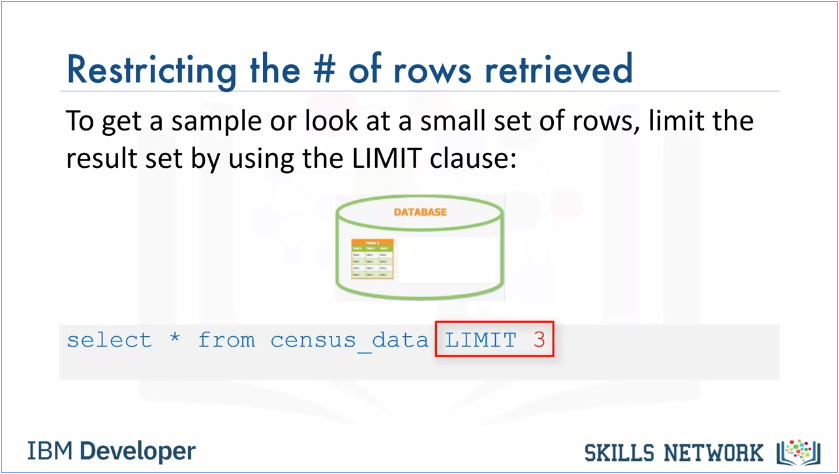 Restricting the # of rows retrieved
To get a sample or look at a small set of rows, limit the
result set by using the LIMIT clause:
DATABASE
select * from census_data LIMIT 3
IBM Developer
SKILLS NETWORK